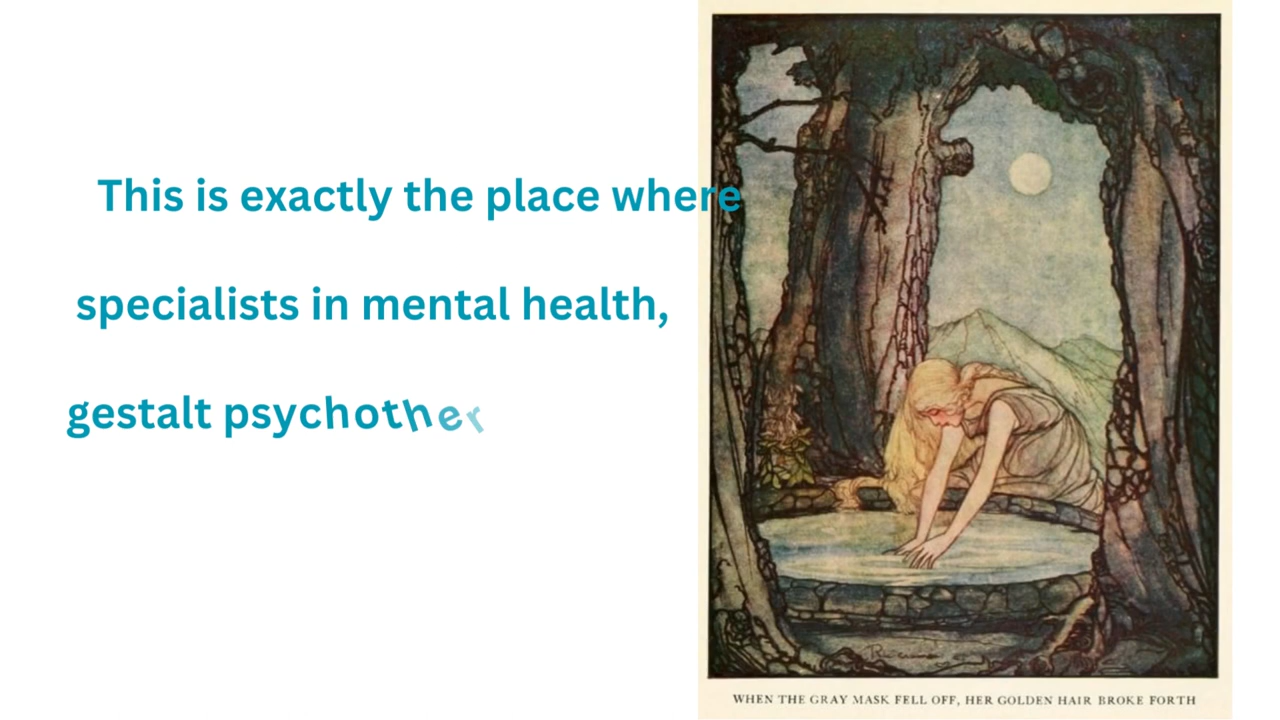 This is exactly the place where
specialists in mental health,
gestalt psychother
WHEN THE GRAY MASK FELL OFF, HER GOLDEN HAIR BROKE FORTH